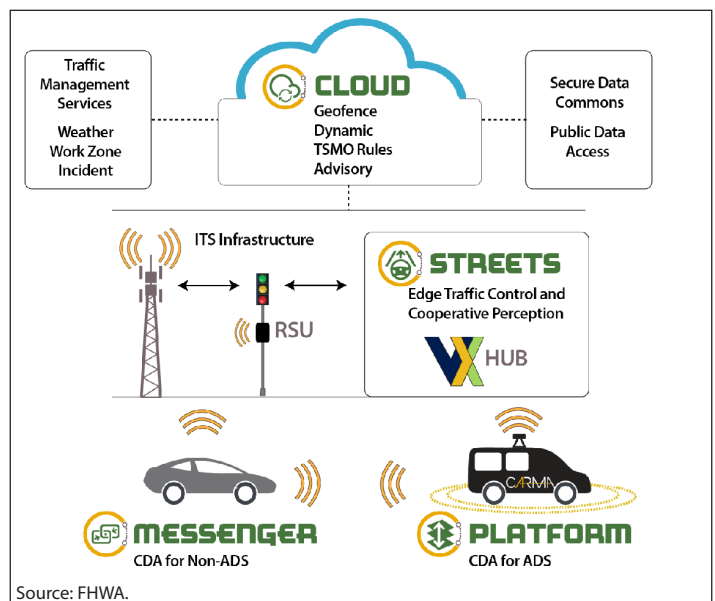 Traffic
Management
Services
Weather
Work Zone
Incident
CLOUD
Geofence
Dynamic
TSMO Rules
Advisory
Secure Data
Commons
Public Data
Access
ITS Infrastructure
RSU
STREETS
Edge Traffic Control and
Cooperative Perception
VX HUB
CARMA
MESSENGER
CDA for Non-ADS
PLATFORM
CDA for ADS
Source: FHWA.